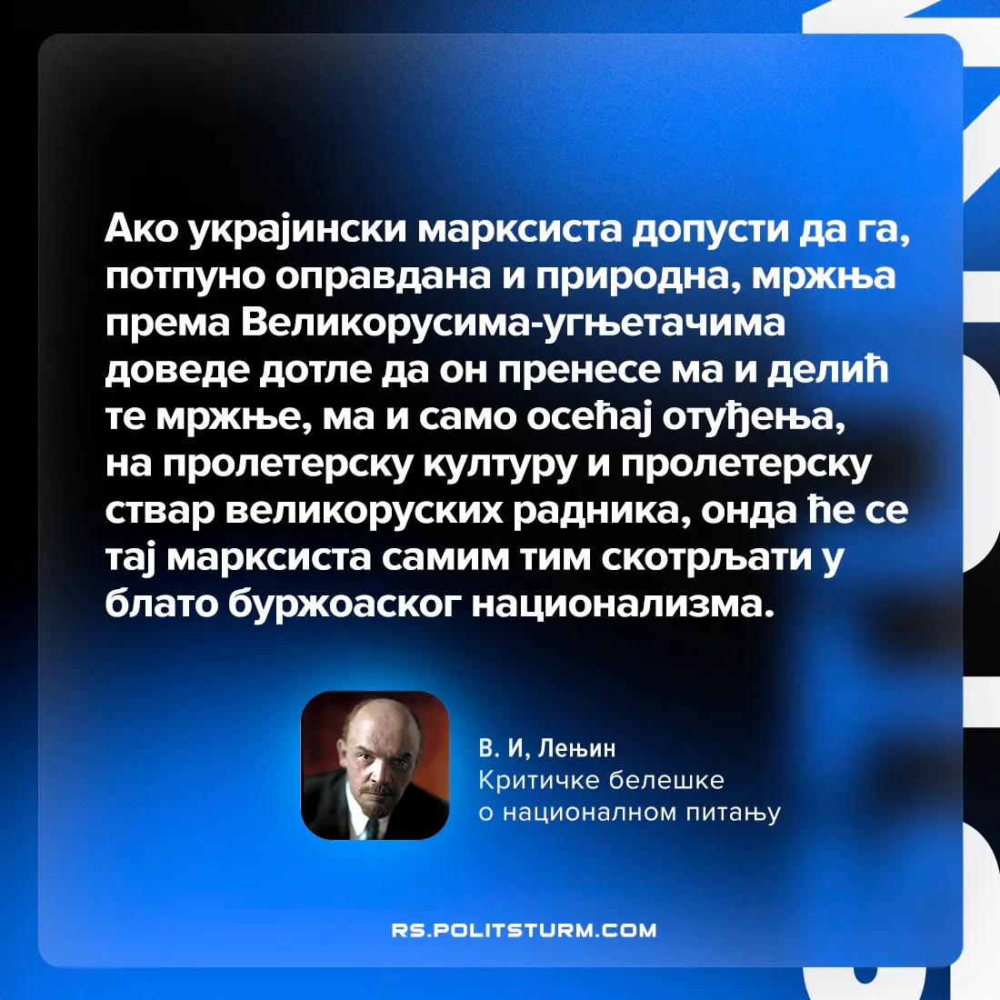 Ако украјински марксиста допусти да га,
потпуно оправдана и природна, мржња
према Великорусима-угњетачима
доведе дотле да он пренесе ма и делић
те мржње, ма и само осећај отуђења,
на пролетерску културу и пролетерску
ствар великоруских радника, онда ће се
тај марксиста самим тим скотрљати у
блато буржоаског национализма.
В. И, Лењин
Критичке белешке
о националном питању
RS.POLITSTURM.COM